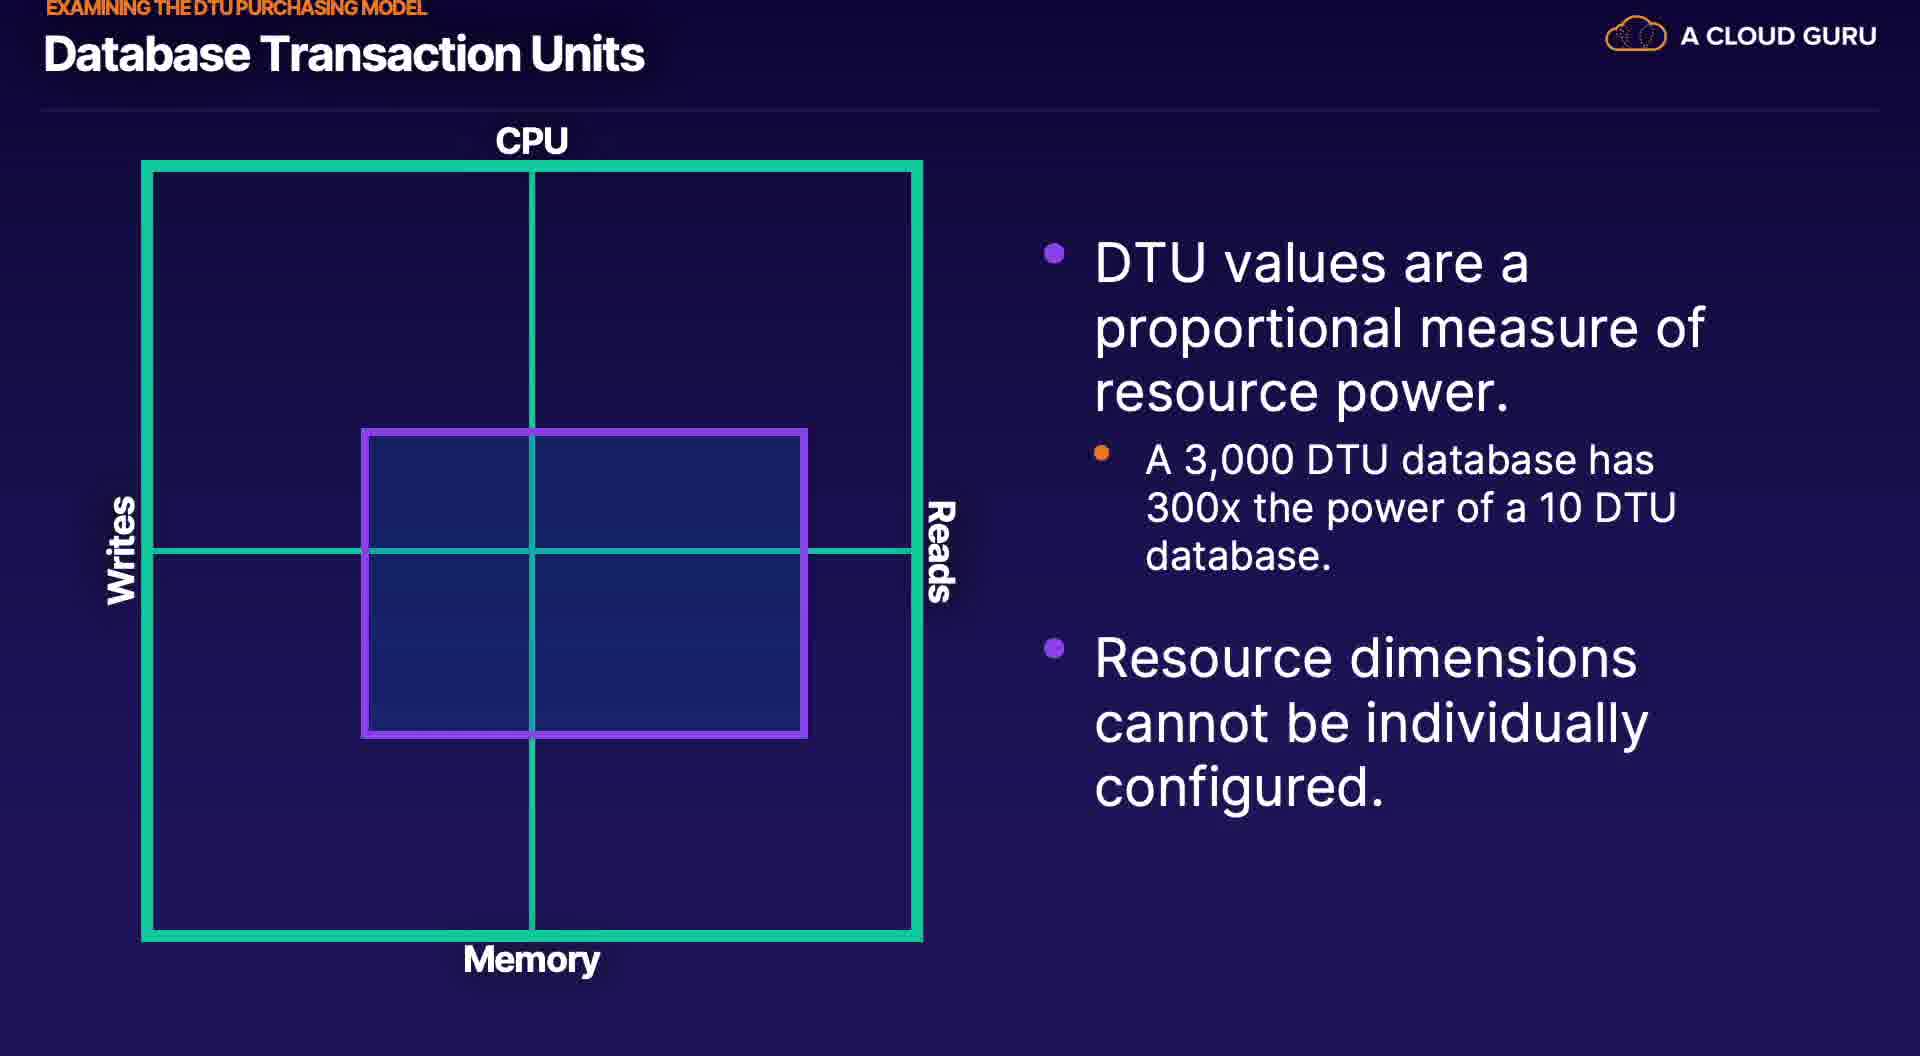 EXAMINING THE DTU PURCHASING MODEL
Database Transaction Units
A CLOUD GURU
CPU
Writes
Reads
Memory
DTU values are a
proportional measure of
resource power.
A 3,000 DTU database has
300x the power of a 10 DTU
database.
Resource dimensions
cannot be individually
configured.